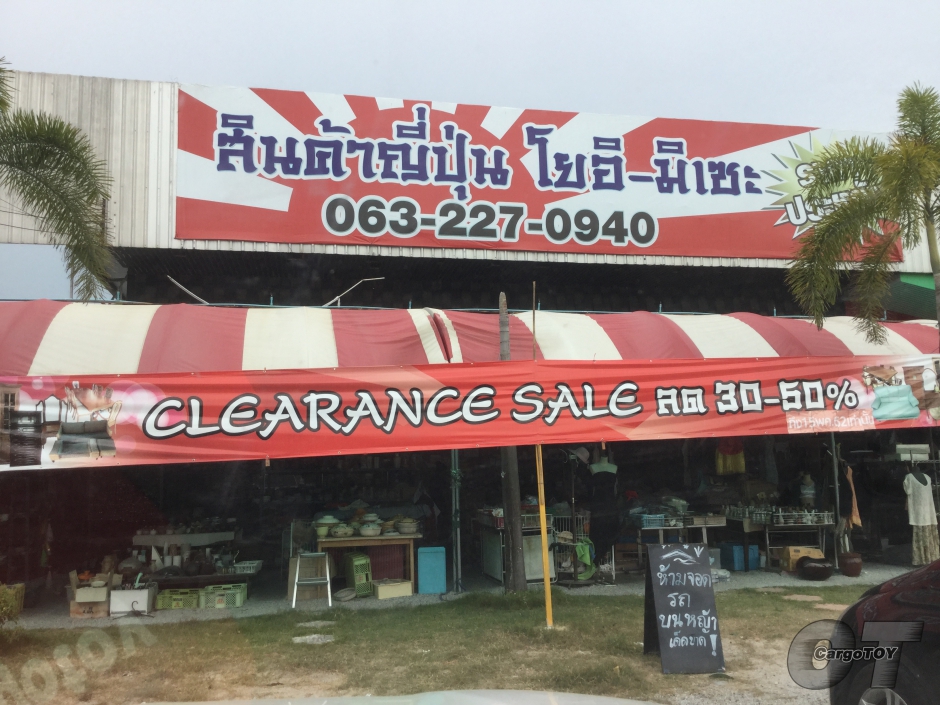 สินค้าญี่ปุ่น โยอิ-มิเซะ
063-227-0940
CLEARANCE SALE ลด 30-50%
ห้ามจอด
รถ
บนหญ้า
เด็ดขาด!
CargoTOY